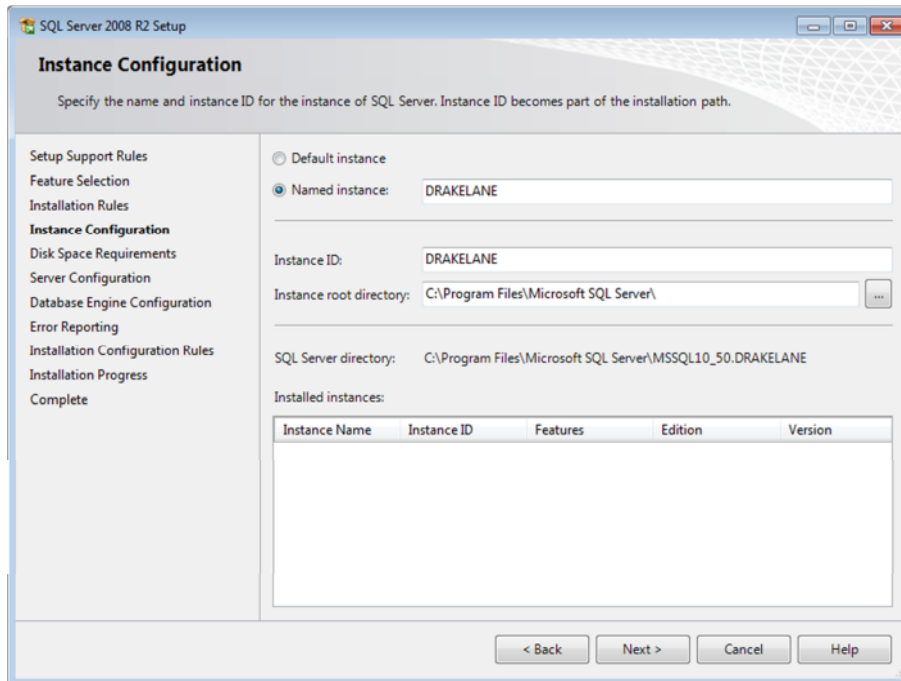 SQL Server 2008 R2 Setup
Instance Configuration
Specify the name and instance ID for the instance of SQL Server. Instance ID becomes part of the installation path.
Setup Support Rules
Feature Selection
Installation Rules
Instance Configuration
Disk Space Requirements
Server Configuration
Database Engine Configuration
Error Reporting
Installation Configuration Rules
Installation Progress
Complete
Default instance
Named instance: DRAKELANE
Instance ID: DRAKELANE
Instance root directory: C:\Program Files\Microsoft SQL Server\ ...
SQL Server directory: C:\Program Files\Microsoft SQL Server\MSSQL10_50.DRAKELANE
Installed instances:
Instance Name Instance ID Features Edition Version
< Back Next > Cancel Help